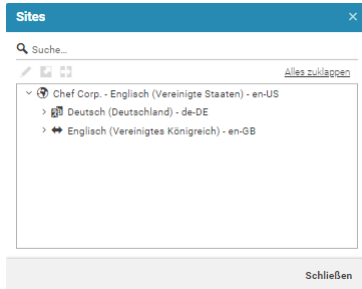 Sites
Suche...
Alles zuklappen
Chef Corp. - Englisch (Vereinigte Staaten) - en-US
Deutsch (Deutschland) - de-DE
Englisch (Vereinigtes Königreich) - en-GB
Schließen